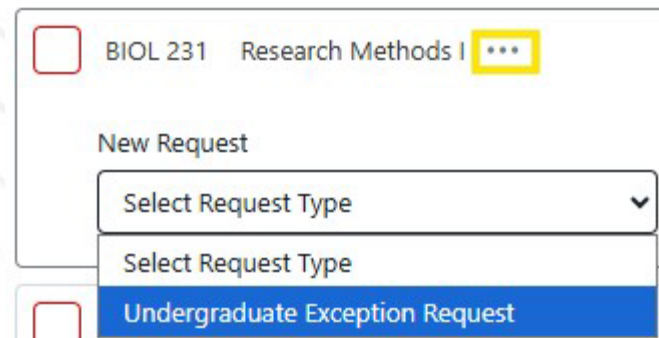 BIOL 231 Research Methods I •••
New Request
Select Request Type
Select Request Type
Undergraduate Exception Request